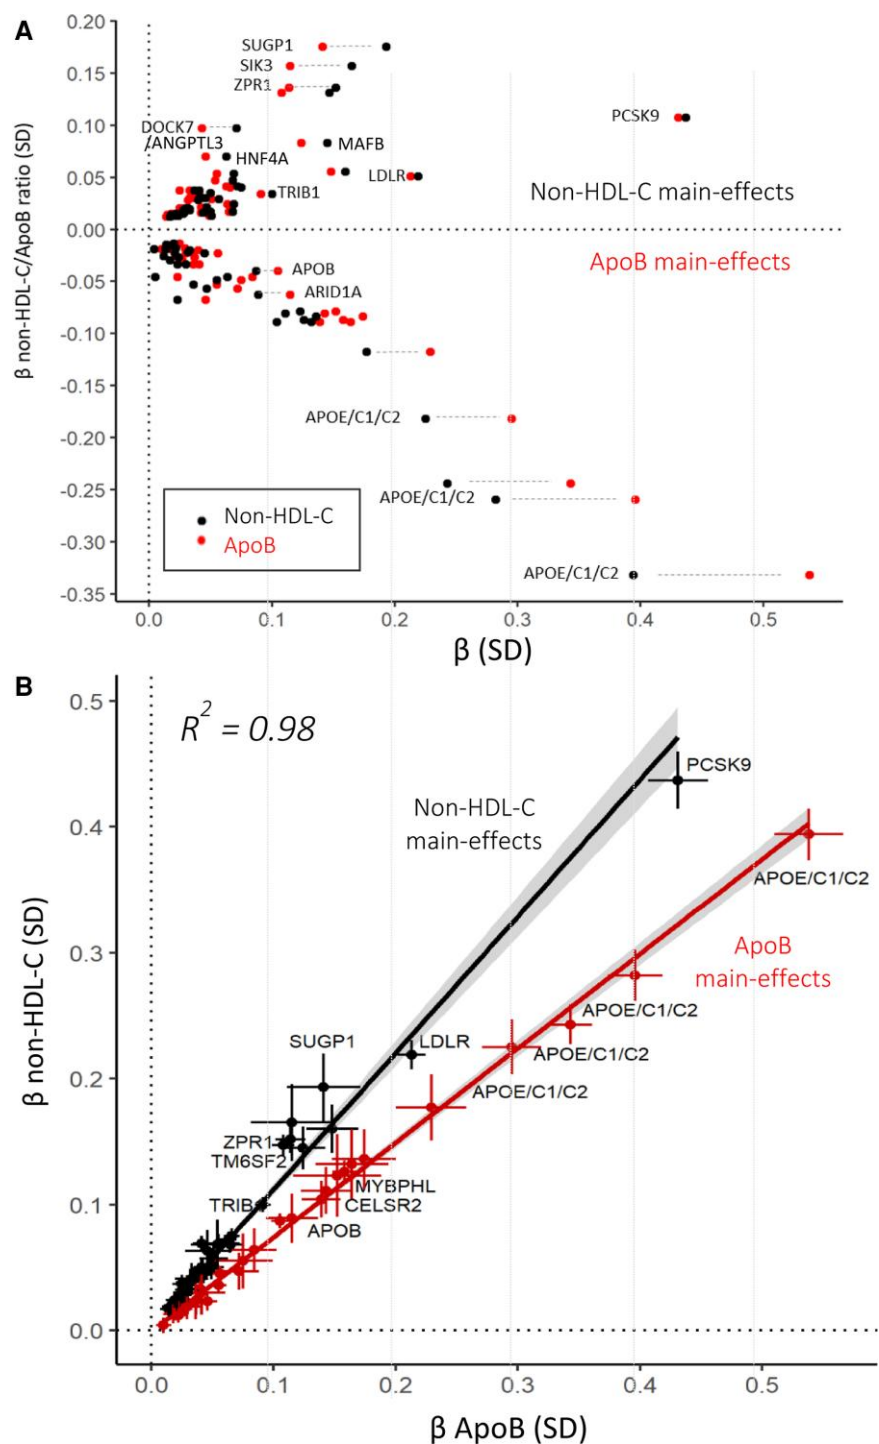 A
β non-HDL-C/ApoB ratio (SD)
0.20
0.15
0.10
0.05
0.00
-0.05
-0.10
-0.15
-0.20
-0.25
-0.30
-0.35
SUGP1
SIK3
ZPR1
PCSK9
DOCK7
/ANGPTL3
MAFB
HNF4A
LDLR
TRIB1
Non-HDL-C main-effects
ApoB main-effects
APOB
ARID1A
APOE/C1/C2
APOE/C1/C2
APOE/C1/C2
Non-HDL-C
ApoB
0.0
0.1
0.2
0.3
0.4
0.5
β (SD)
B
β non-HDL-C (SD)
0.5
0.4
0.3
0.2
0.1
0.0
R2 = 0.98
Non-HDL-C
main-effects
PCSK9
APOE/C1/C2
ApoB
main-effects
APOE/C1/C2
SUGP1
LDLR
APOE/C1/C2
APOE/C1/C2
ZPR1
TM6SF2
MYBPHL
CELSR2
TRIB
APOB
0.0
0.1
0.2
0.3
0.4
0.5
β ApoB (SD)